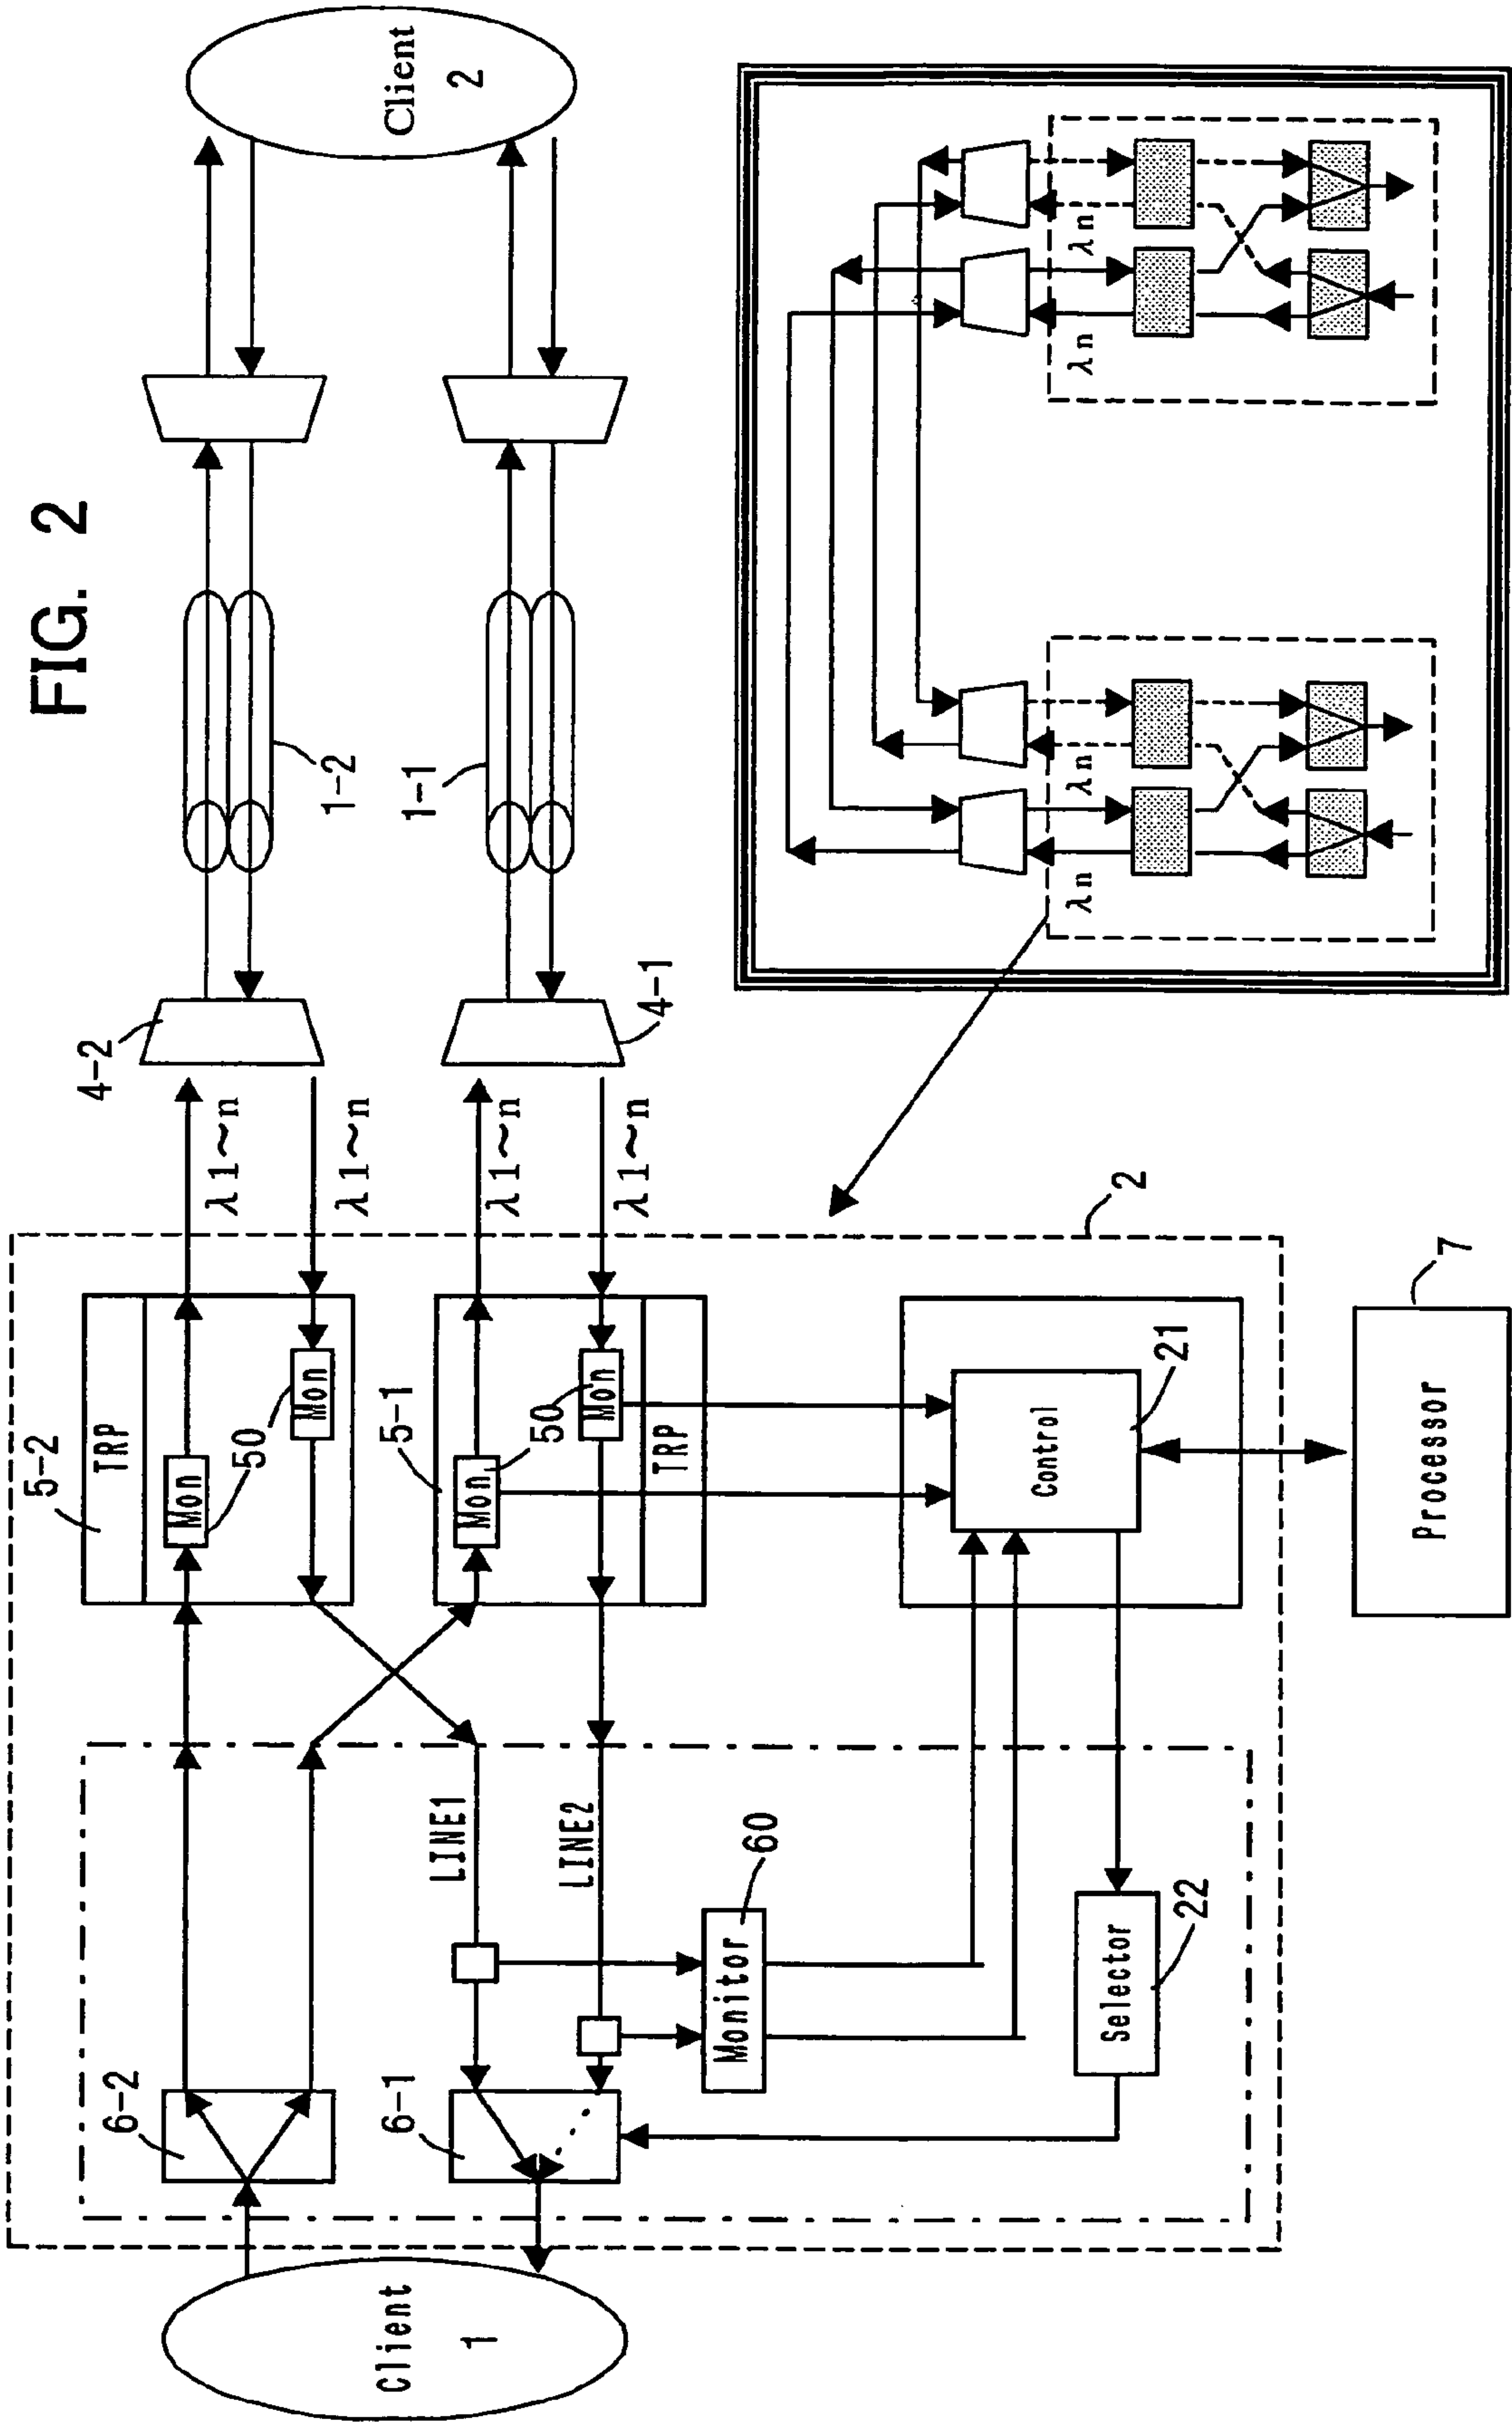 FIG. 2
Client
2
1-2
1-1
4-2
4-1
λ1~n
λ1~n
λ1~n
λ1~n
2
7
5-2
TRP
Mon
50
Mon
5-1
50
Mon
Mon
TRP
Control
21
Processor
LINE1
LINE2
60
Monitor
Selector
22
6-2
6-1
Client
1
λn
λn
λn
λn